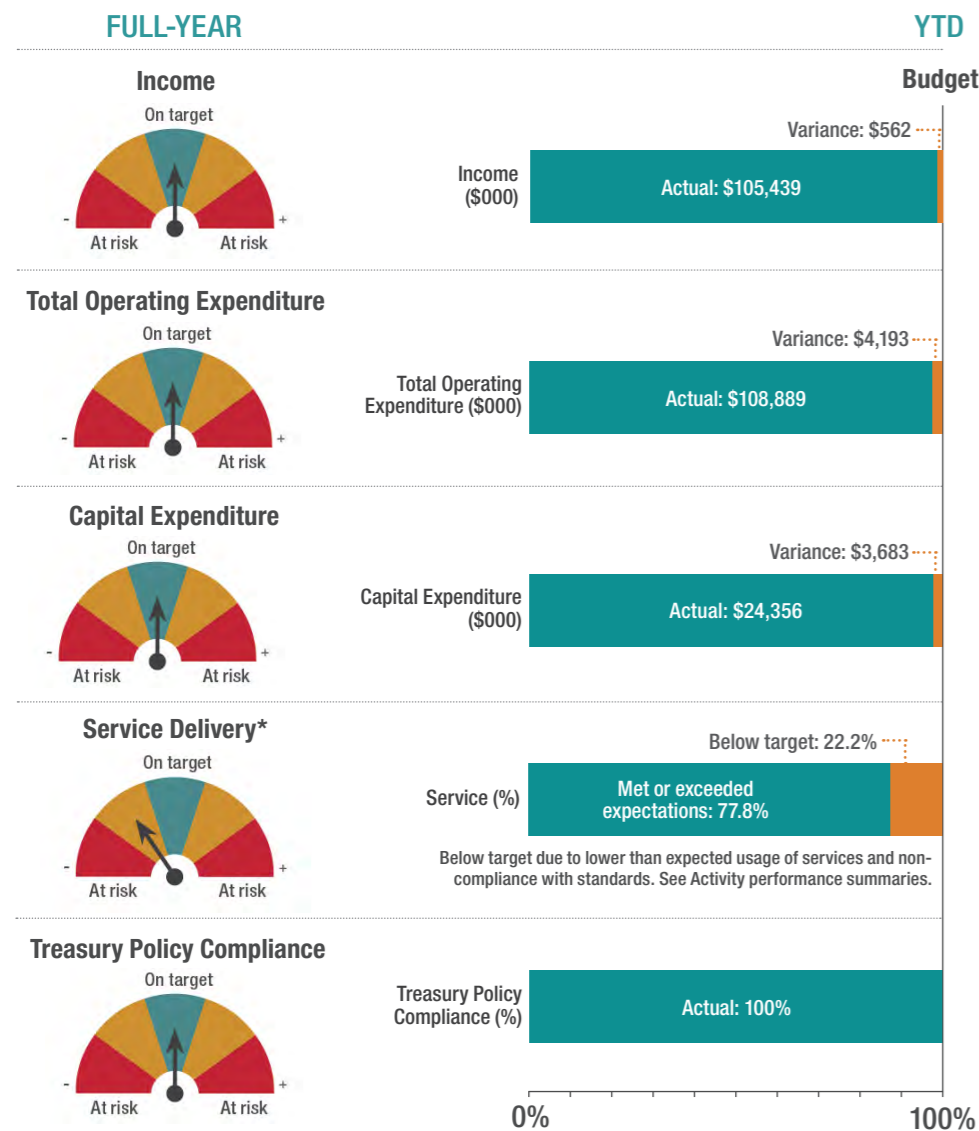 FULL-YEAR
YTD
Income
On target
-
+
At risk
At risk
Budget
Variance: $562
Income
($000)
Actual: $105,439
Total Operating Expenditure
On target
-
+
At risk
At risk
Variance: $4,193
Total Operating
Expenditure ($000)
Actual: $108,889
Capital Expenditure
On target
-
+
At risk
At risk
Variance: $3,683
Capital Expenditure
($000)
Actual: $24,356
Service Delivery*
On target
-
+
At risk
At risk
Below target: 22.2%
Service (%)
Met or exceeded
expectations: 77.8%
Below target due to lower than expected usage of services and non-
compliance with standards. See Activity performance summaries.
Treasury Policy Compliance
On target
-
+
At risk
At risk
Treasury Policy
Compliance (%)
Actual: 100%
0%
100%